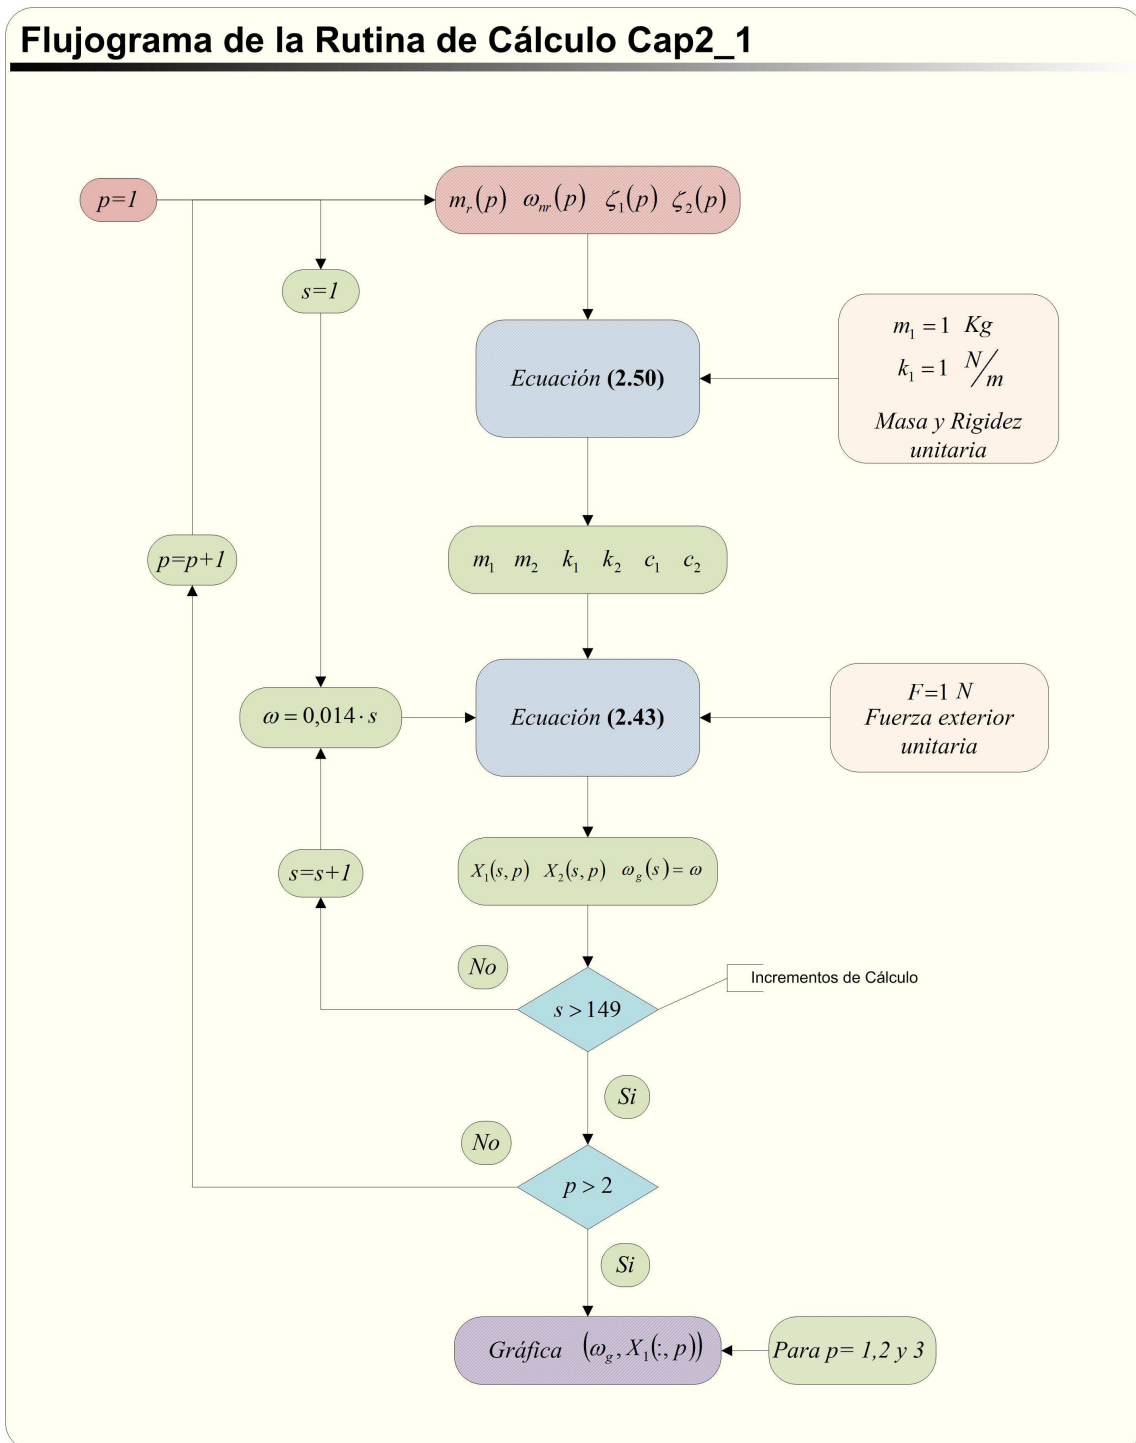 Flujograma de la Rutina de Cálculo Cap2_1
p=1
m_r(p) ω_nr(p) ζ_1(p) ζ_2(p)
s=1
m_1 = 1 Kg
k_1 = 1 N/m
Masa y Rigidez
unitaria
Ecuación (2.50)
p=p+1
m_1 m_2 k_1 k_2 c_1 c_2
ω = 0,014 · s
Ecuación (2.43)
F=1 N
Fuerza exterior
unitaria
s=s+1
X_1(s, p) X_2(s, p) ω_g(s) = ω
No
Incrementos de Cálculo
s > 149
Si
No
p > 2
Si
Gráfica (ω_g, X_1(:, p))
Para p= 1,2 y 3